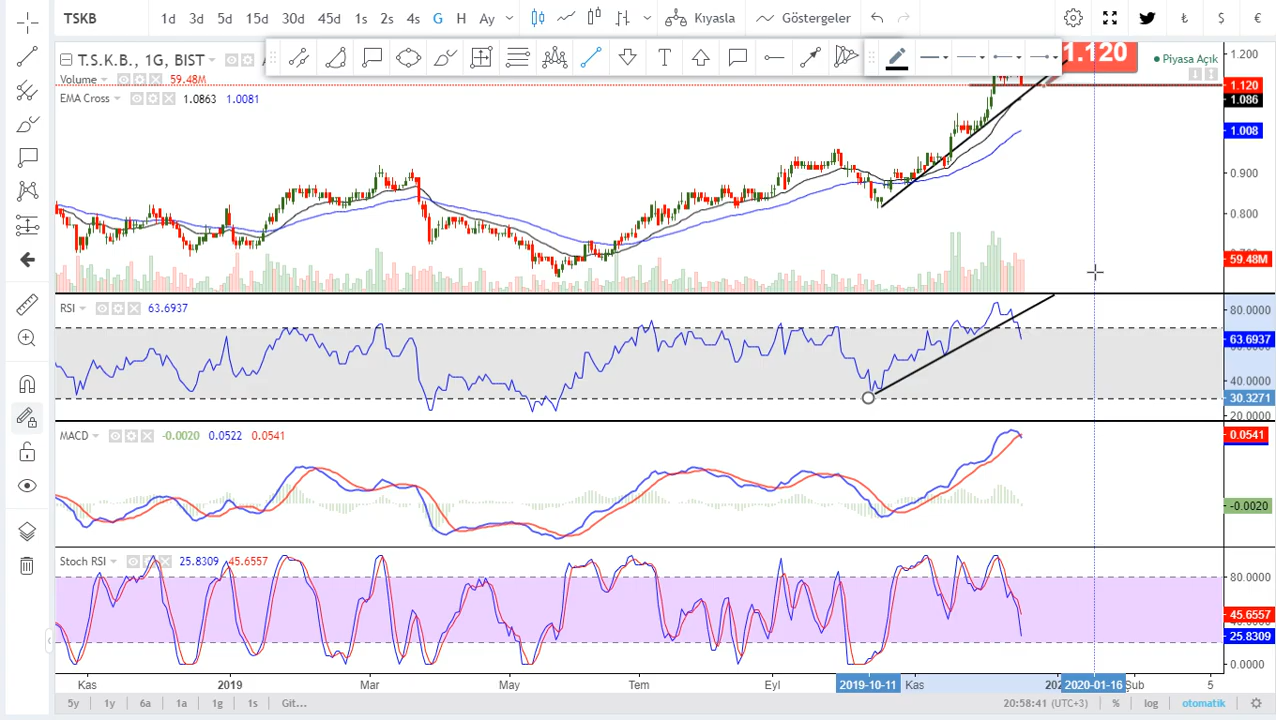 TSKB 1d 3d 5d 15d 30d 45d 1s 2s 4s G H Ay Kıyasla Göstergeler ₺ $ €
T.S.K.B., 1G, BIST
1.120
Piyasa Açık
Volume 59.48M
EMA Cross 1.0863 1.0081
1.200
1.120
1.086
1.008
0.900
0.800
59.48M
RSI 63.6937
80.0000
63.6937
40.0000
30.3271
20.0000
MACD -0.0020 0.0522 0.0541
0.0541
-0.0020
Stoch RSI 25.8309 45.6557
80.0000
45.6557
25.8309
0.0000
Kas 2019 Mar May Tem Eyl 2019-10-11 Kas 2020-01-16 Şub 5
5y 1y 6a 1a 1g 1s Git... 20:58:41 (UTC+3) % log otomatik